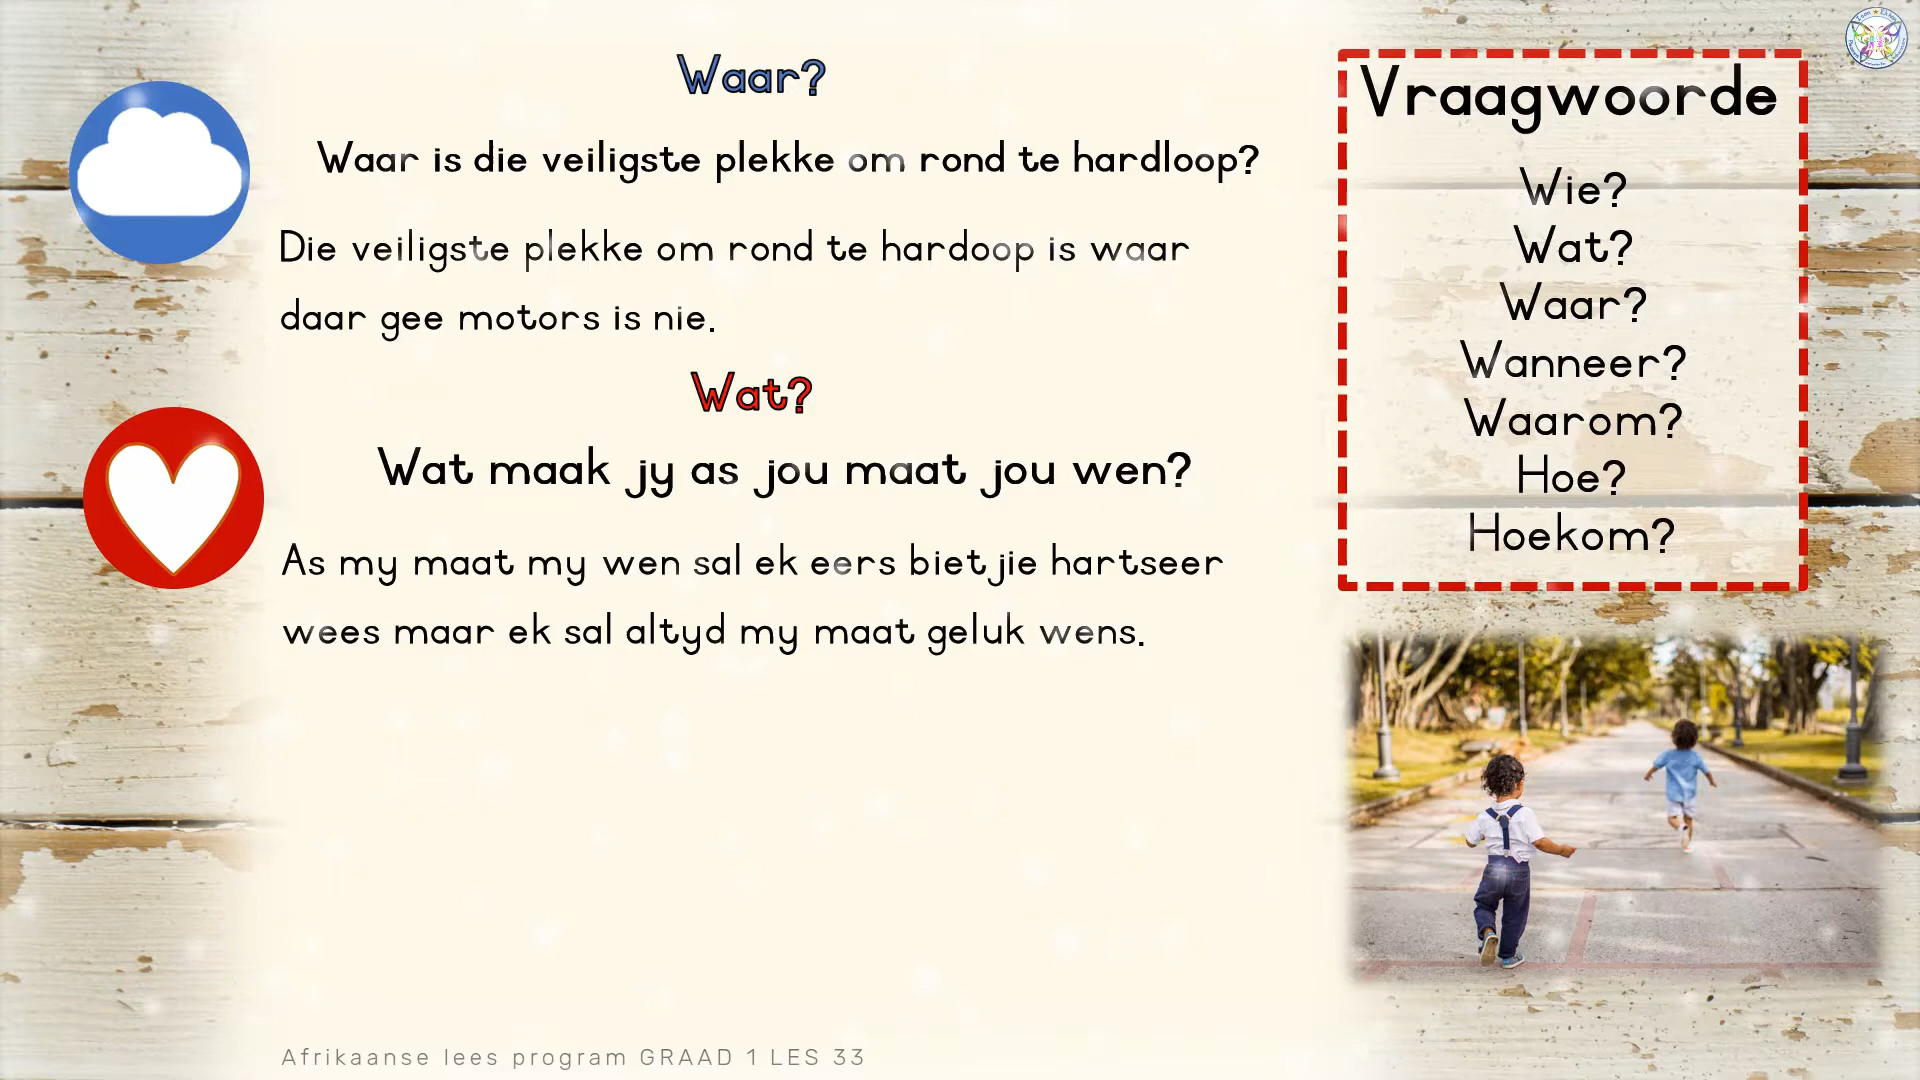 Waar?
Waar is die veiligste plekke om rond te hardloop?
Die veiligste plekke om rond te hardoop is waar
daar gee motors is nie.
Wat?
Wat maak jy as jou maat jou wen?
As my maat my wen sal ek eers bietjie hartseer
wees maar ek sal altyd my maat geluk wens.
Vraagwoorde
Wie?
Wat?
Waar?
Wanneer?
Waarom?
Hoe?
Hoekom?
Afrikaanse lees program GRAAD 1 LES 33